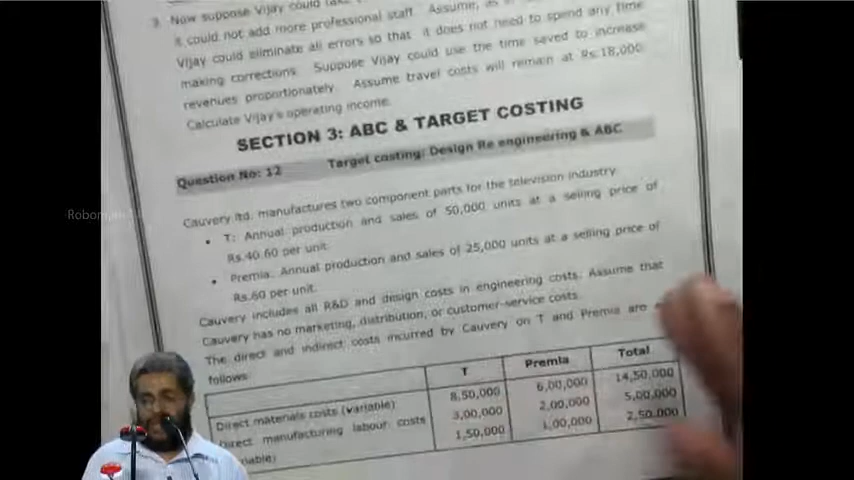 3. Now suppose Vijay could take
it could not add more professional staff. Assume, as in
Vijay could eliminate all errors so that it does not need to spend any time
making corrections. Suppose Vijay could use the time saved to increase
revenues proportionately. Assume travel costs will remain at Rs.18,000.
Calculate Vijay's operating income.
SECTION 3: ABC & TARGET COSTING
Question No: 12 Target costing: Design Re engineering & ABC
Cauvery ltd. manufactures two component parts for the television industry
• T: Annual production and sales of 50,000 units at a selling price of
Rs.40.60 per unit.
• Premia. Annual production and sales of 25,000 units at a selling price of
Rs.60 per unit.
Cauvery includes all R&D and design costs in engineering costs. Assume that
Cauvery has no marketing, distribution, or customer-service costs.
The direct and indirect costs incurred by Cauvery on T and Premia are
follows:
T Premia Total
Direct materials costs (variable) 8,50,000 6,00,000 14,50,000
Direct manufacturing labour costs 3,00,000 2,00,000 5,00,000
1,50,000 1,00,000 2,50,000